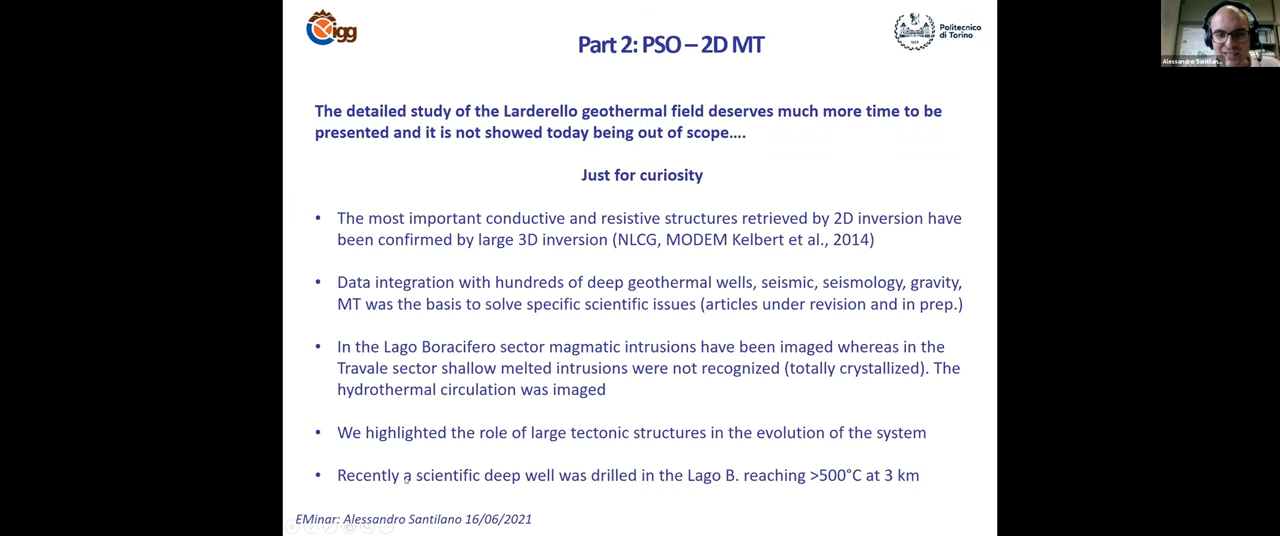 igg
Part 2: PSO – 2D MT
Politecnico
di Torino
Alessandro Santilan...
The detailed study of the Larderello geothermal field deserves much more time to be
presented and it is not showed today being out of scope....
Just for curiosity
• The most important conductive and resistive structures retrieved by 2D inversion have
been confirmed by large 3D inversion (NLCG, MODEM Kelbert et al., 2014)
• Data integration with hundreds of deep geothermal wells, seismic, seismology, gravity,
MT was the basis to solve specific scientific issues (articles under revision and in prep.)
• In the Lago Boracifero sector magmatic intrusions have been imaged whereas in the
Travale sector shallow melted intrusions were not recognized (totally crystallized). The
hydrothermal circulation was imaged
• We highlighted the role of large tectonic structures in the evolution of the system
• Recently a scientific deep well was drilled in the Lago B. reaching >500°C at 3 km
EMinar: Alessandro Santilano 16/06/2021